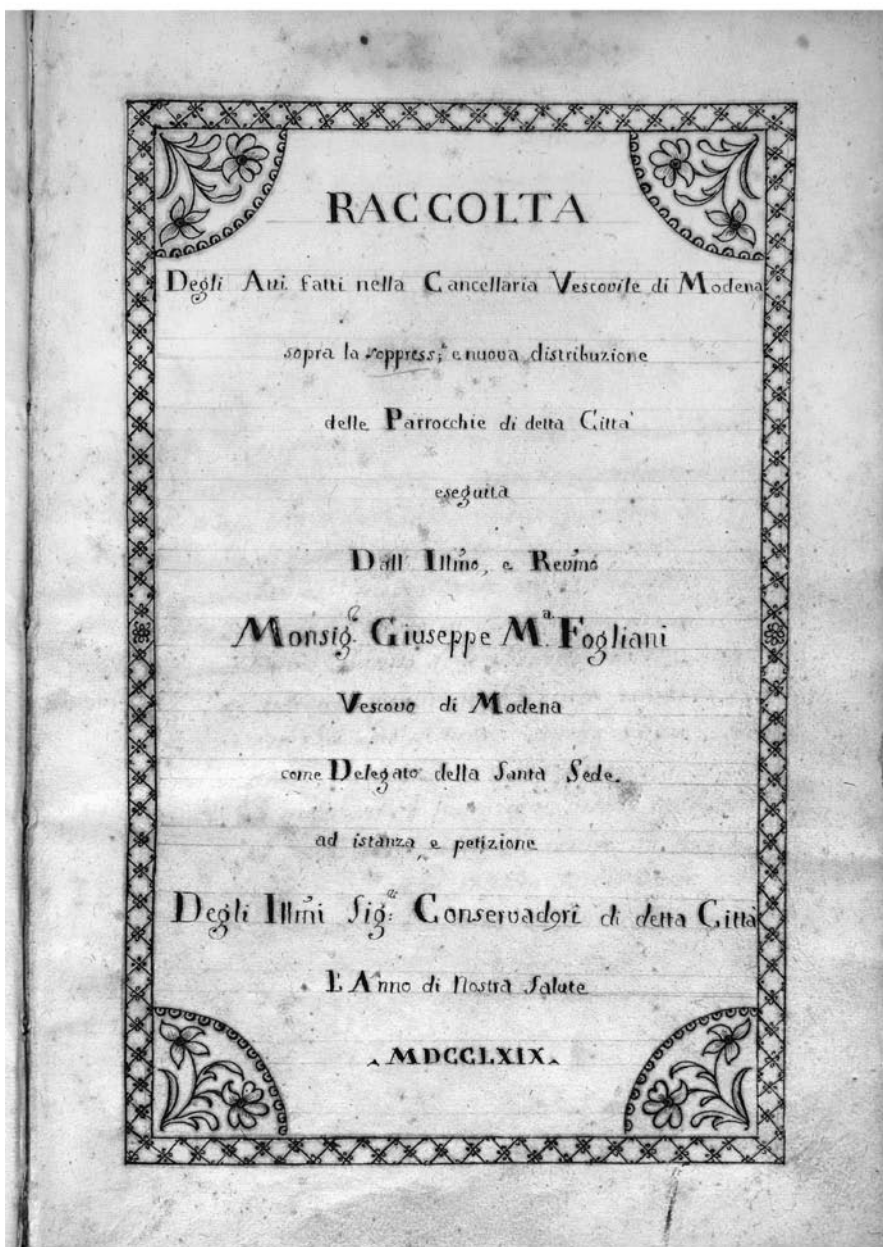 RACCOLTA
Degli Atti fatti nella Cancellaria Vescovile di Modena
sopra la soppress.e e nuova distribuzione
delle Parrocchie di detta Città
eseguita
Dall' Illmo, e Revmo
Monsig.r Giuseppe M.a Fogliani
Vescovo di Modena
come Delegato della Santa Sede
ad istanza e petizione
Degli Illmi Sig.ri Conservadori di detta Città
L'Anno di Nostra Salute
MDCCLXIX